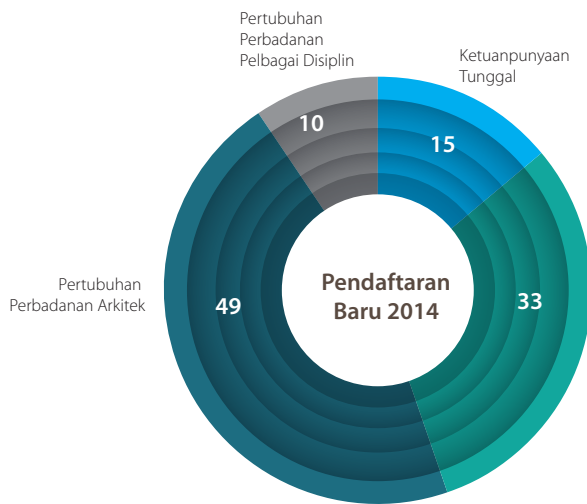 Pertubuhan
Perbadanan
Pelbagai Disiplin
Ketuanpunyaan
Tunggal
10
15
Pertubuhan
Perbadanan Arkitek
49
Pendaftaran
Baru 2014
33